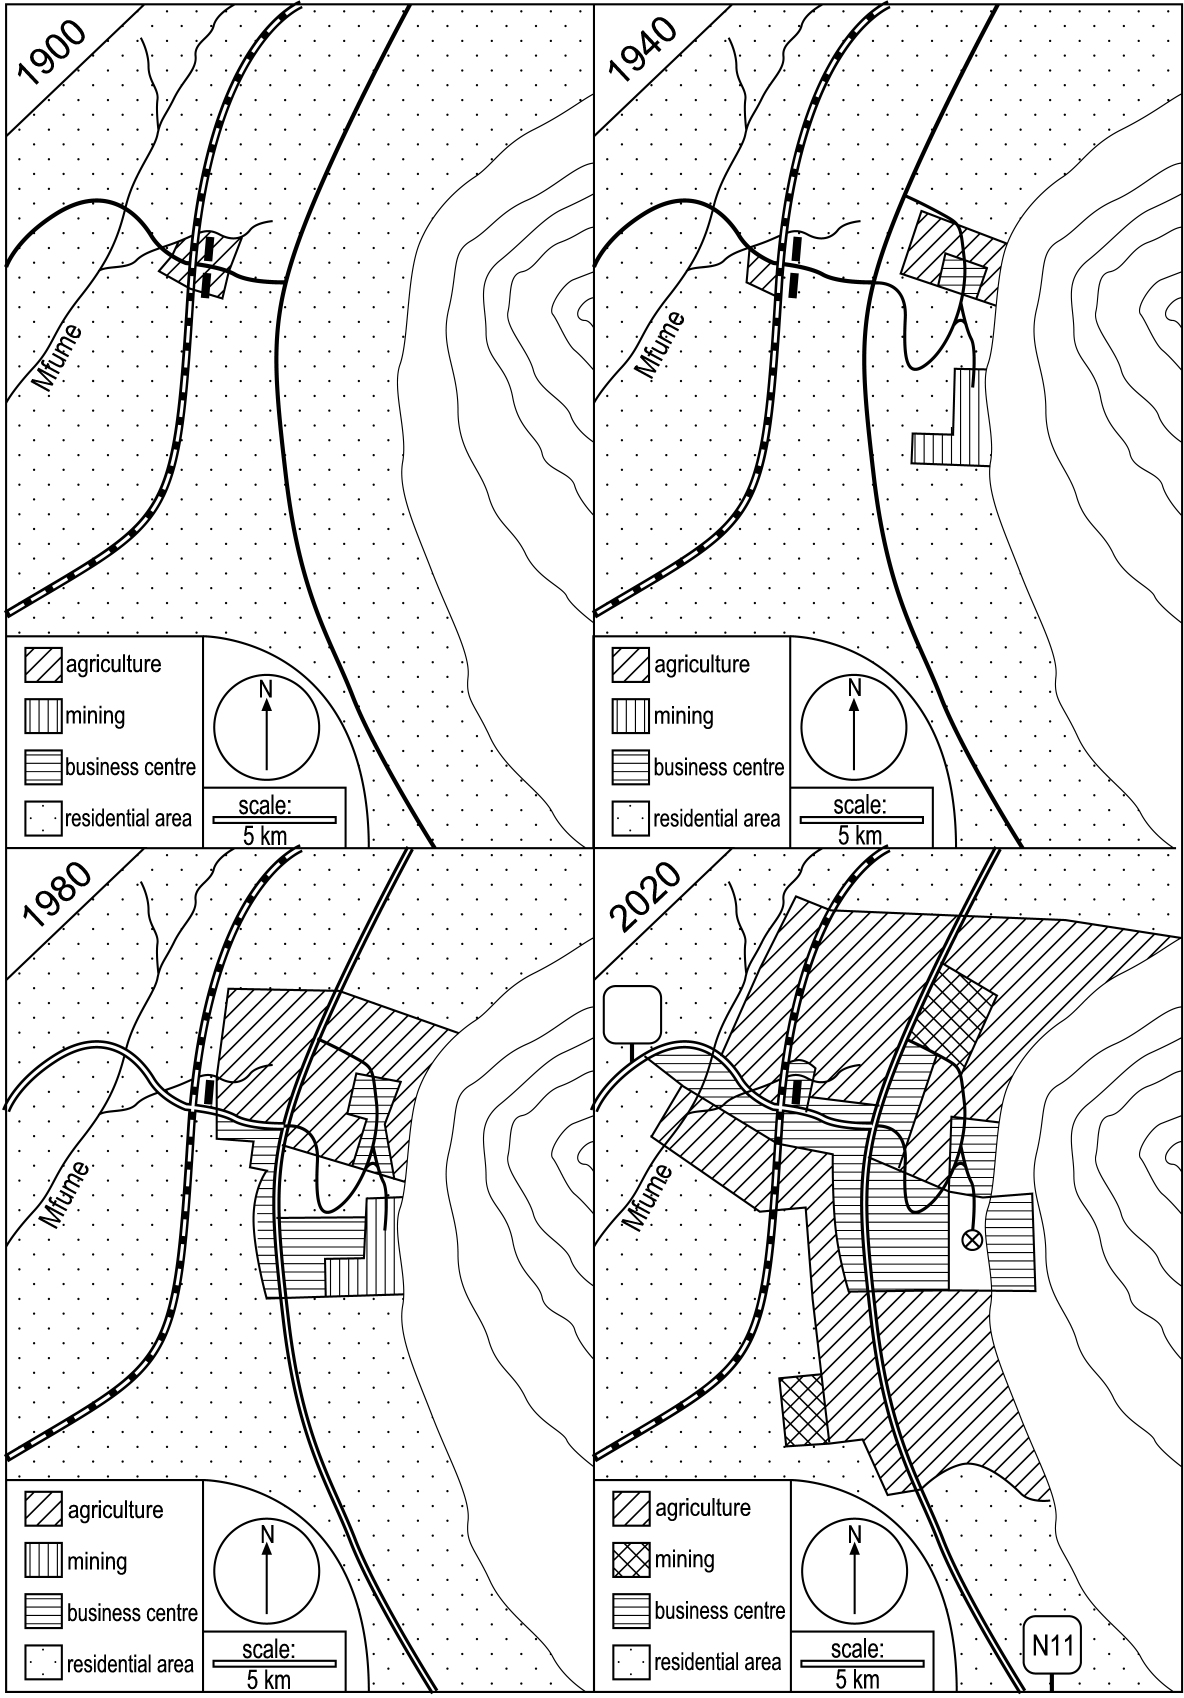 1900
Mfume
agriculture
mining
business centre
residential area
N
scale:
5 km
1940
Mfume
agriculture
mining
business centre
residential area
N
scale:
5 km
1980
Mfume
agriculture
mining
business centre
residential area
N
scale:
5 km
2020
Mfume
agriculture
mining
business centre
residential area
N
scale:
5 km
N11